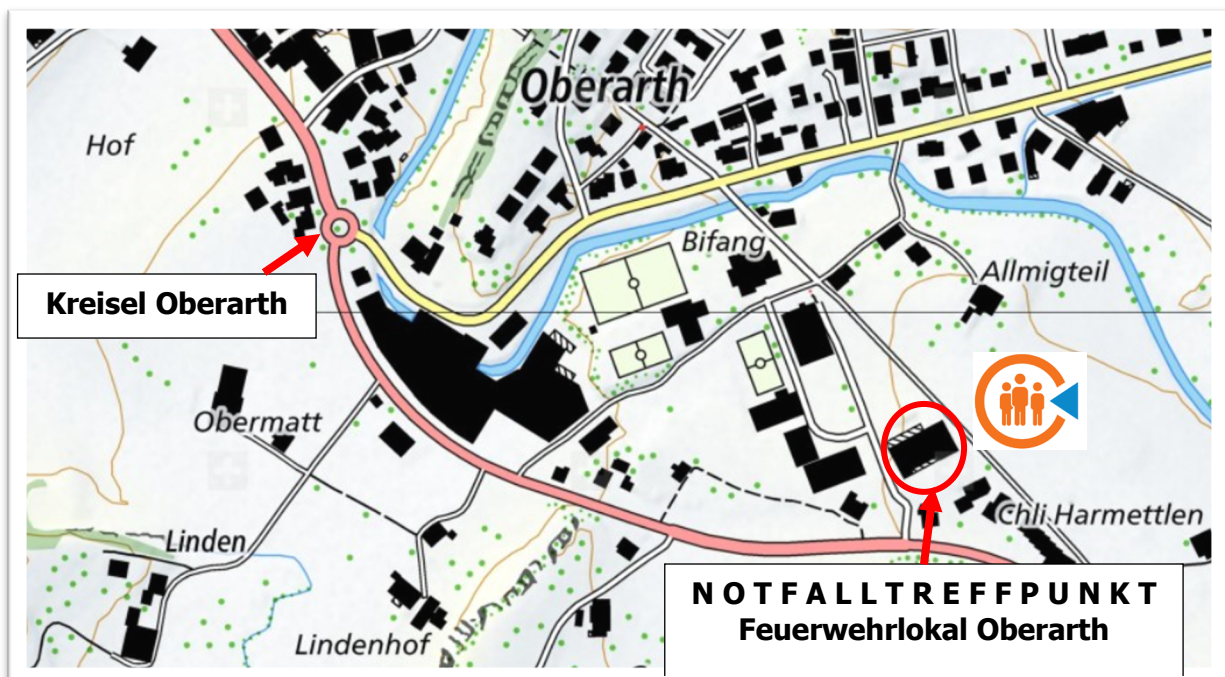 Oberarth
Hof
Bifang
Allmigteil
Kreisel Oberarth
Obermatt
Chli Harmettlen
Linden
N O T F A L L T R E F F P U N K T
Feuerwehrlokal Oberarth
Lindenhof